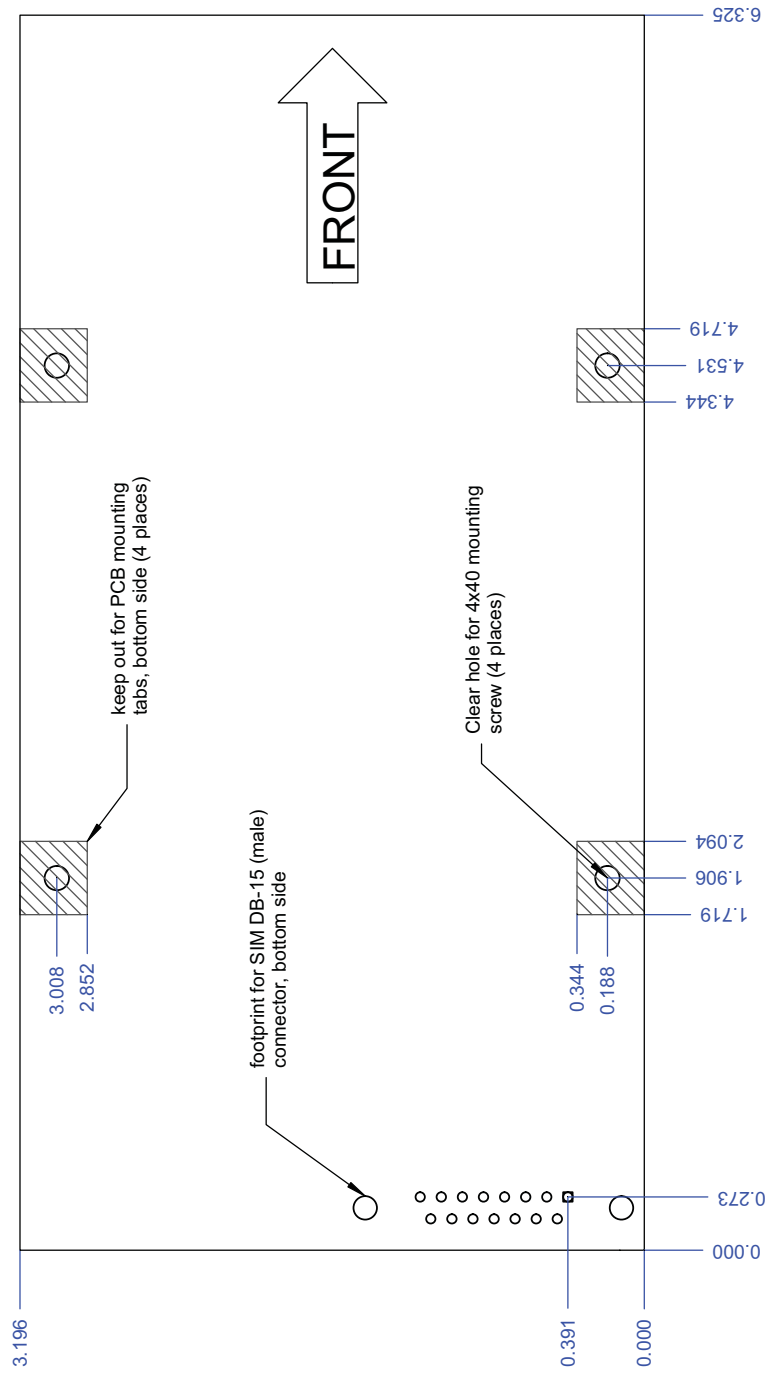 6.325
FRONT
4.719
4.531
4.344
keep out for PCB mounting
tabs, bottom side (4 places)
Clear hole for 4x40 mounting
screw (4 places)
2.094
1.906
1.719
3.008
2.852
0.344
0.188
footprint for SIM DB-15 (male)
connector, bottom side
0.273
0.000
3.196
0.391
0.000